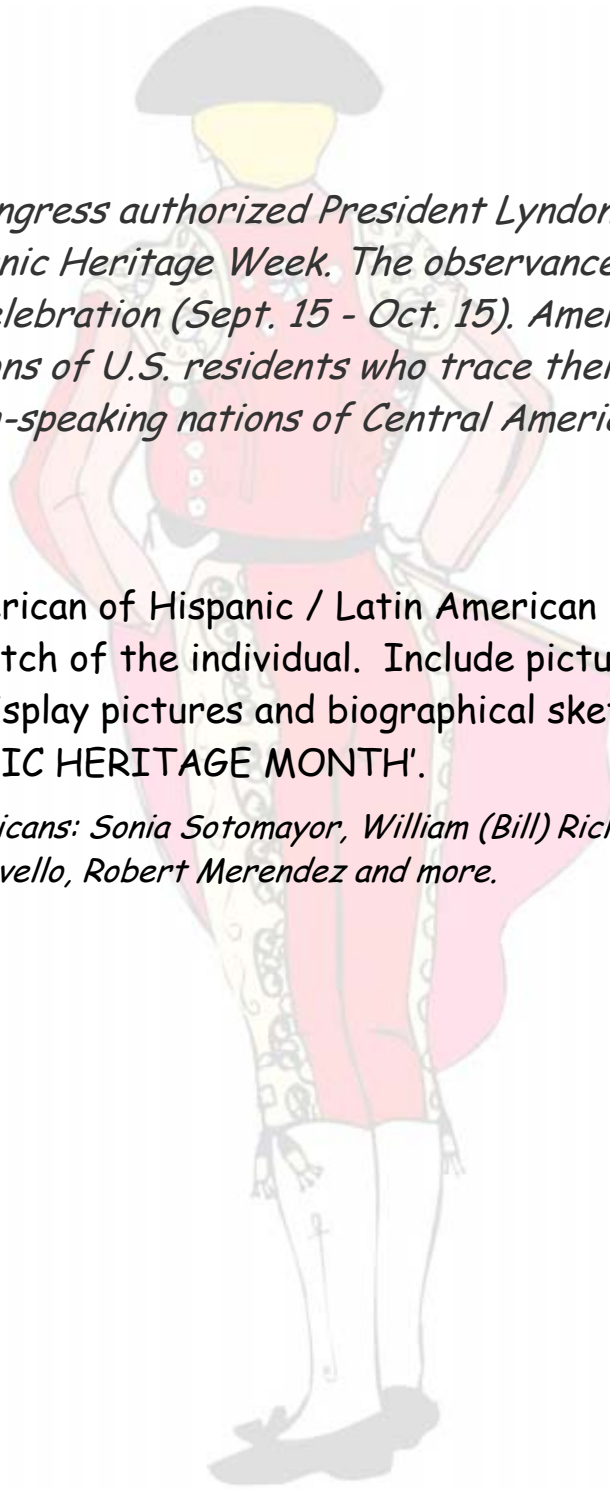 ngress authorized President Lyndon
nic Heritage Week. The observance
elebration (Sept. 15 - Oct. 15). Amer
ons of U.S. residents who trace thei
-speaking nations of Central Americ
rican of Hispanic / Latin American
tch of the individual. Include pictu
isplay pictures and biographical sket
IC HERITAGE MONTH'.
icans: Sonia Sotomayor, William (Bill) Rich
vello, Robert Merendez and more.